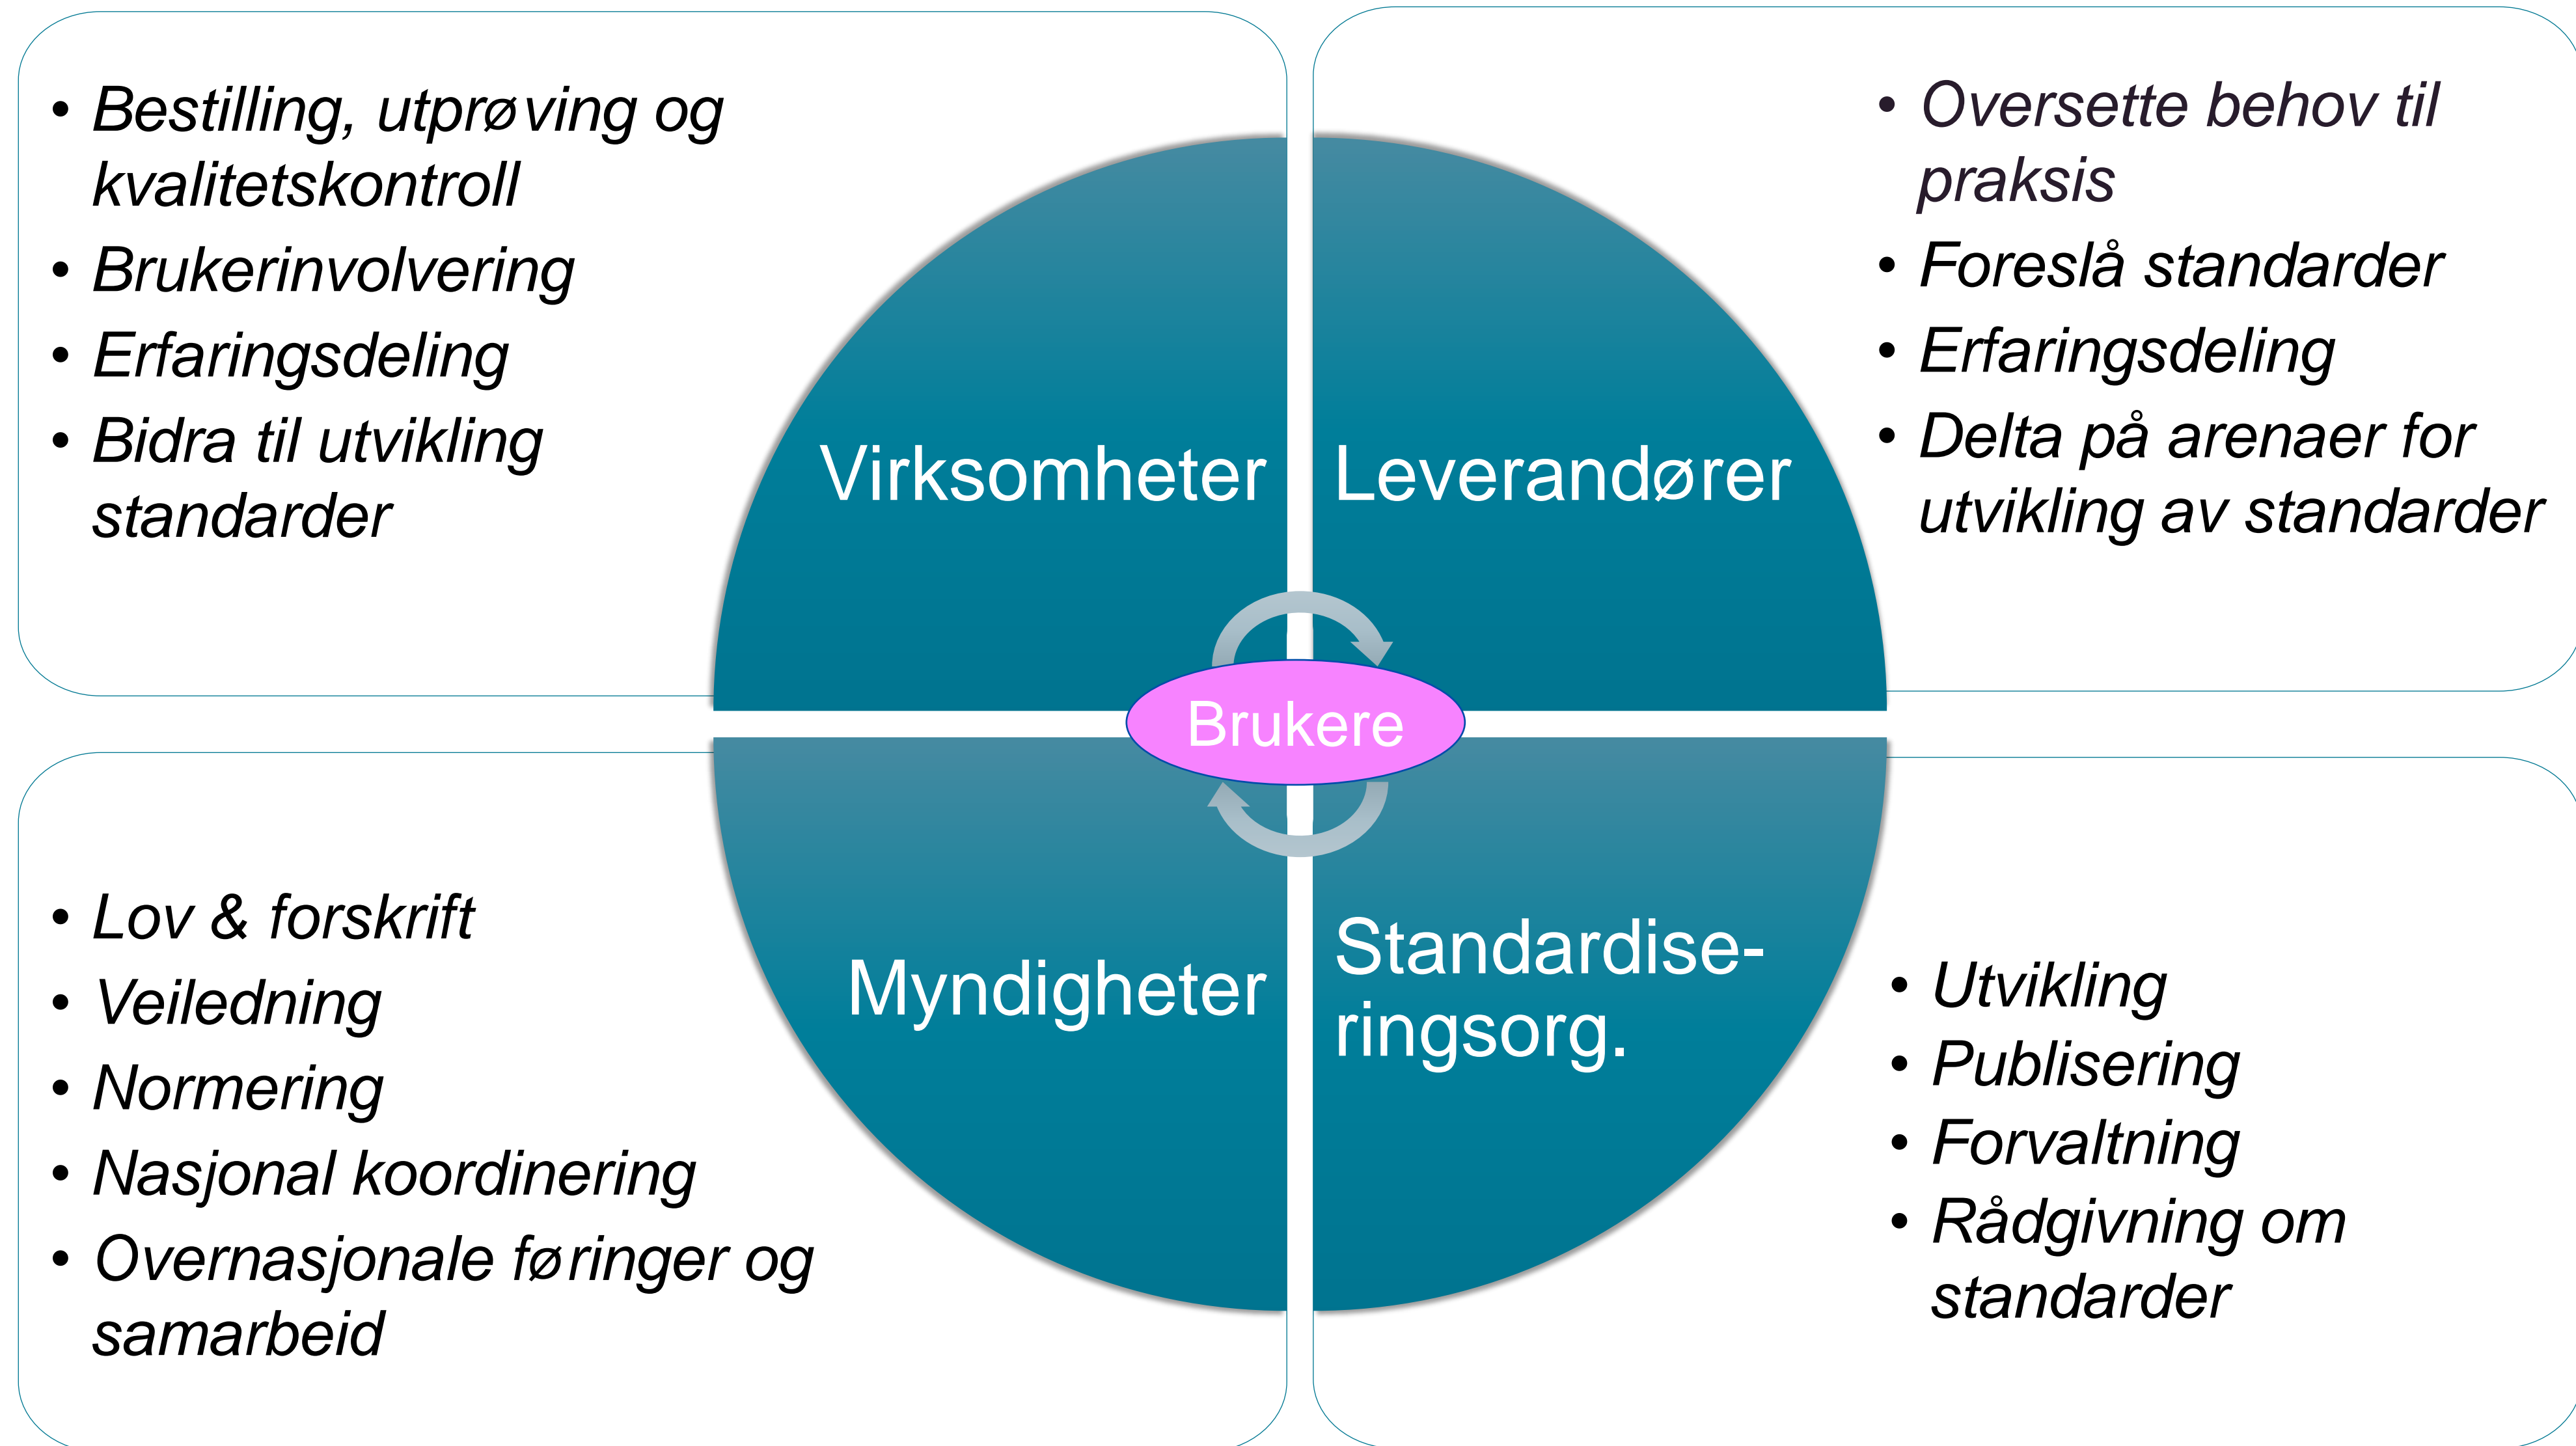 • Bestilling, utprøving og
kvalitetskontroll
• Brukerinvolvering
• Erfaringsdeling
• Bidra til utvikling
standarder
Virksomheter
Leverandører
• Oversette behov til
praksis
• Foreslå standarder
• Erfaringsdeling
• Delta på arenaer for
utvikling av standarder
Brukere
• Lov & forskrift
• Veiledning
• Normering
• Nasjonal koordinering
• Overnasjonale føringer og
samarbeid
Myndigheter
Standardise-
ringsorg.
• Utvikling
• Publisering
• Forvaltning
• Rådgivning om
standarder